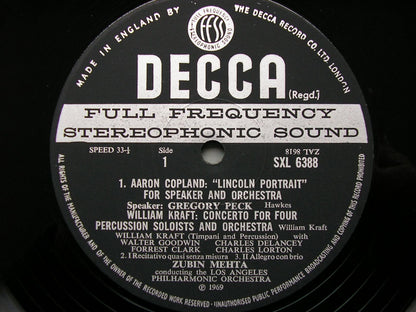 MADE IN ENGLAND BY
THE DECCA RECORD CO. LTD. LONDON
FULL FREQUENCY
ffss
STEREOPHONIC SOUND
DECCA
(Regd.)
FULL FREQUENCY
STEREOPHONIC SOUND
SPEED 33⅓
Side
1
ZVT 8198
SXL 6388
1. AARON COPLAND: "LINCOLN PORTRAIT"
FOR SPEAKER AND ORCHESTRA
Speaker: GREGORY PECK Hawkes
WILLIAM KRAFT: CONCERTO FOR FOUR
PERCUSSION SOLOISTS AND ORCHESTRA William Kraft
WILLIAM KRAFT (Timpani and Percussion) with
WALTER GOODWIN CHARLES DELANCEY
FORREST CLARK CHARLES LORTON
2. I Recitativo quasi senza misura 3. II Allegro con brio
ZUBIN MEHTA
conducting the LOS ANGELES
PHILHARMONIC ORCHESTRA
℗ 1969
ALL RIGHTS OF THE MANUFACTURER AND OF THE OWNER OF THE RECORDED WORK RESERVED • UNAUTHORISED PUBLIC PERFORMANCE, BROADCASTING AND COPYING OF THIS RECORD PROHIBITED